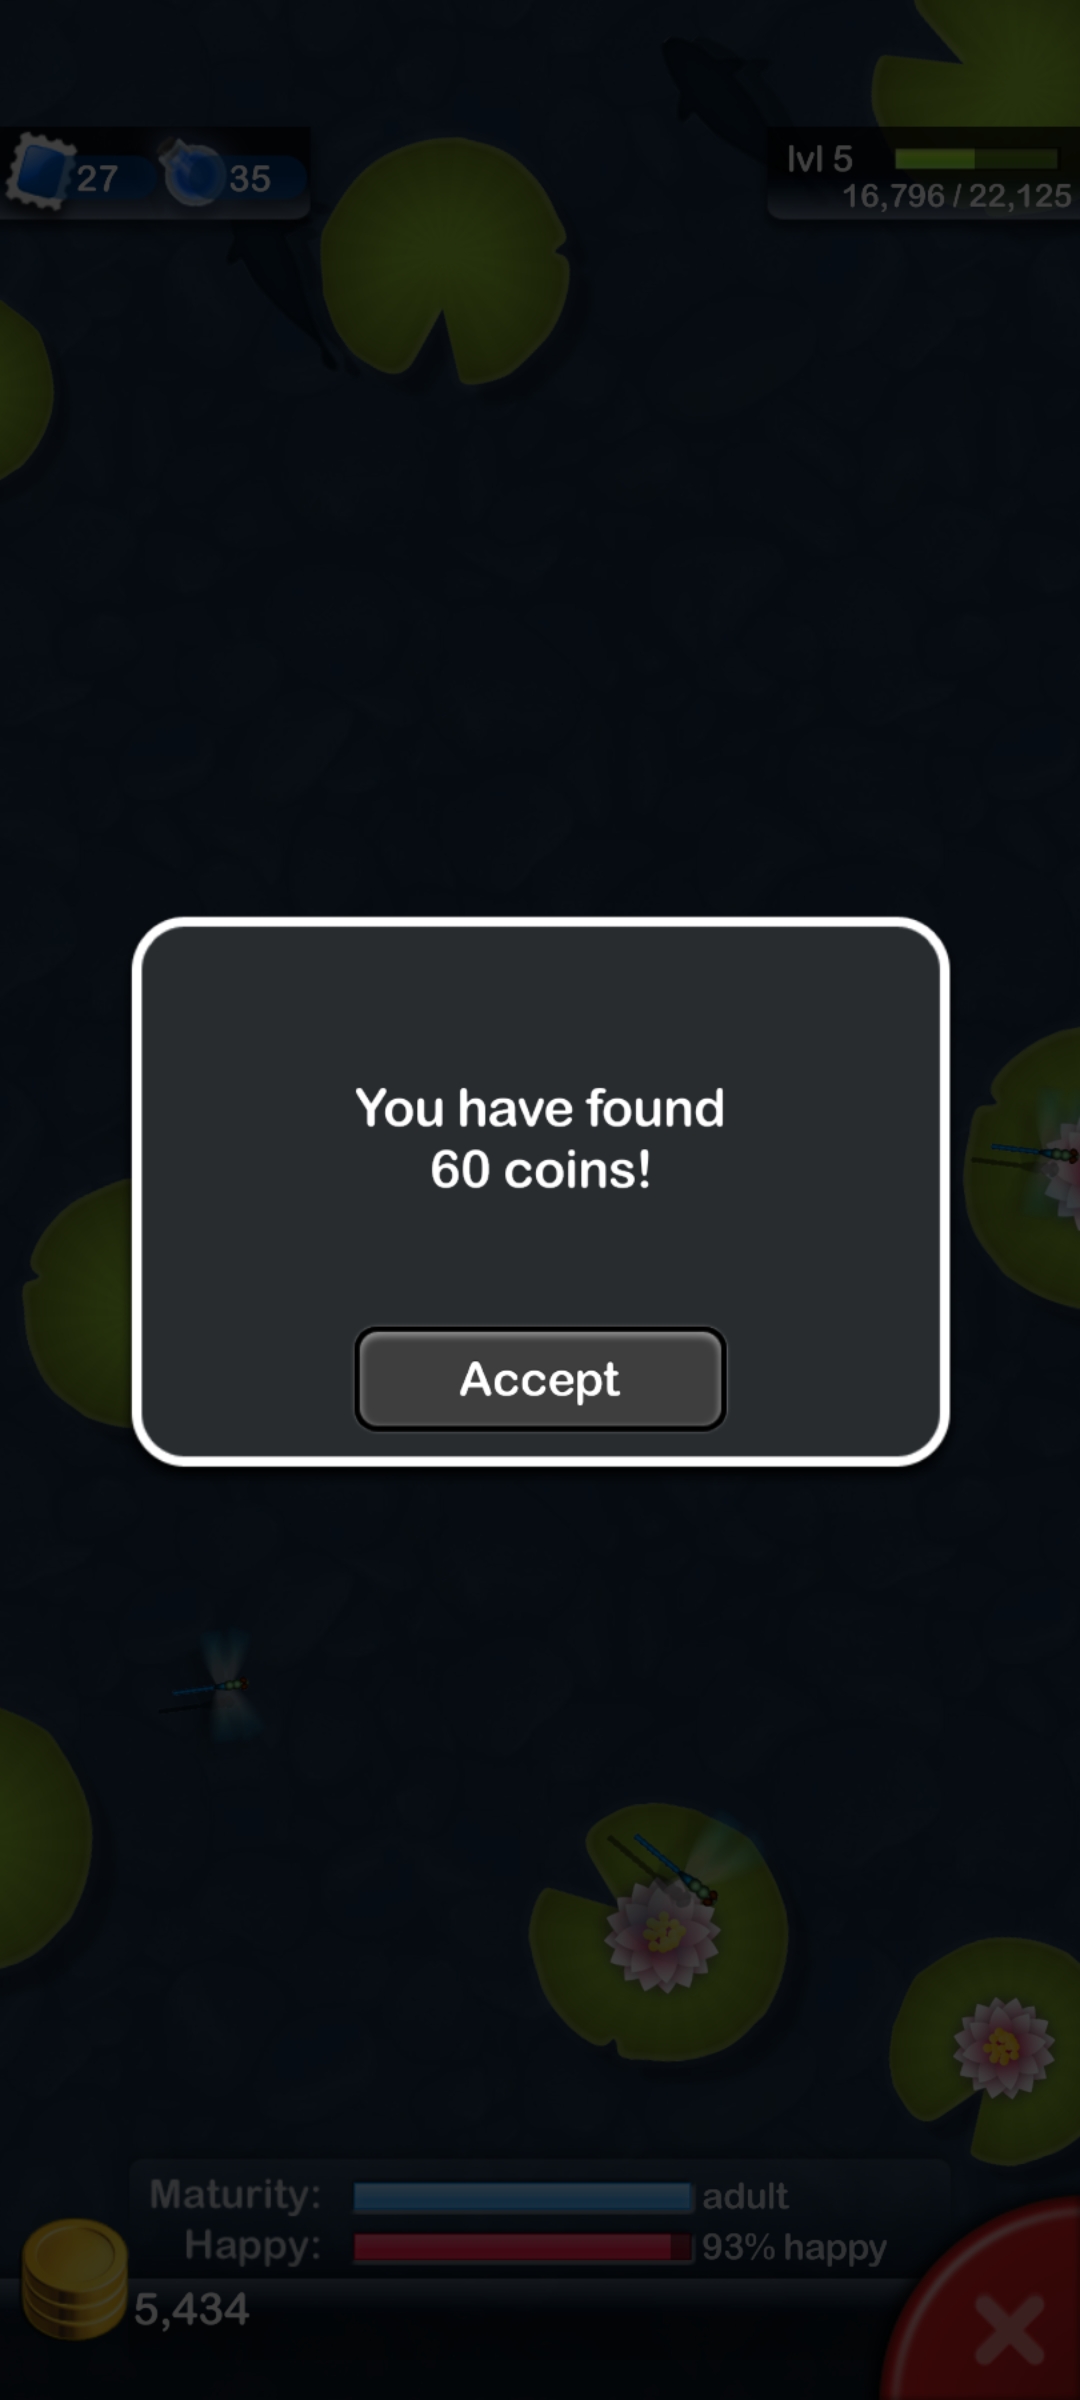 27
35
lvl 5
16,796 / 22,125
You have found
60 coins!
Accept
Maturity: adult
Happy: 93% happy
5,434